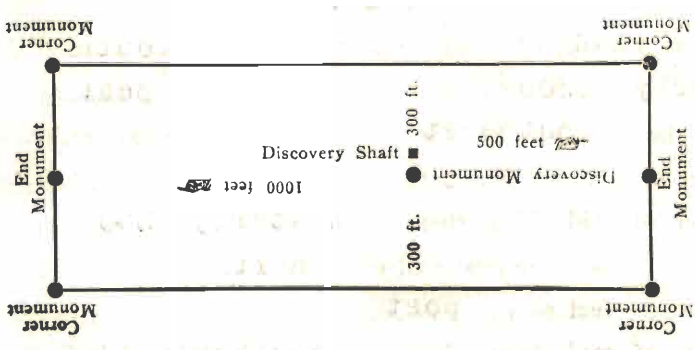 Corner
Monument
Corner
Monument
300 ft.
500 feet
Discovery Shaft
End
Monument
Discovery Monument
End
Monument
1000 feet
300 ft.
Corner
Monument
Corner
Monument